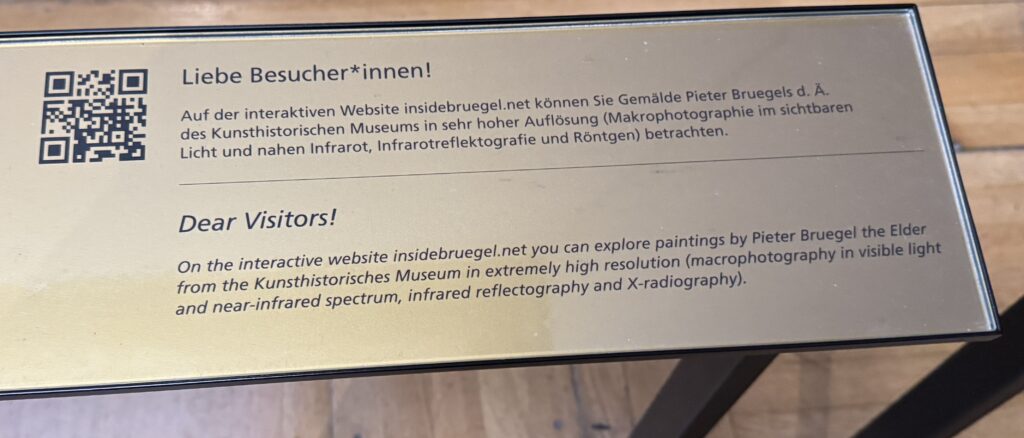 Liebe Besucher*innen!
Auf der interaktiven Website insidebruegel.net können Sie Gemälde Pieter Bruegels d. Ä.
des Kunsthistorischen Museums in sehr hoher Auflösung (Makrophotographie im sichtbaren
Licht und nahen Infrarot, Infrarotreflektografie und Röntgen) betrachten.
Dear Visitors!
On the interactive website insidebruegel.net you can explore paintings by Pieter Bruegel the Elder
from the Kunsthistorisches Museum in extremely high resolution (macrophotography in visible light
and near-infrared spectrum, infrared reflectography and X-radiography).